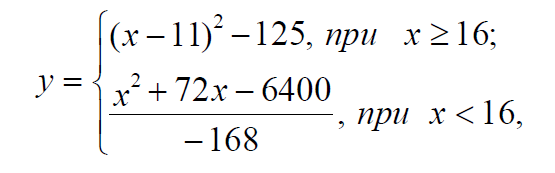 y = { (x − 11)² − 125, при x ≥ 16;
(x² + 72x − 6400) / −168, при x < 16,